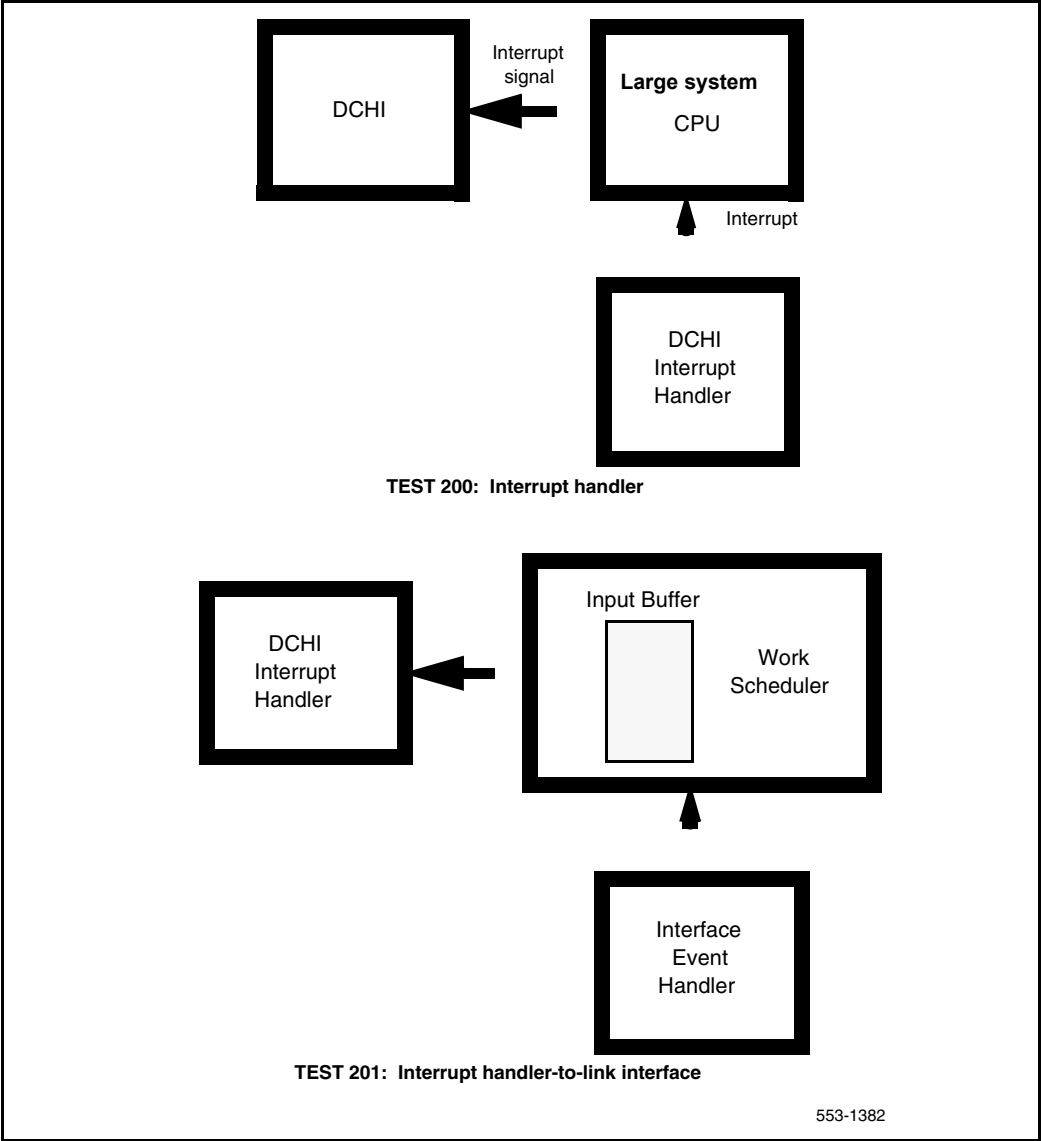 Interrupt
signal
DCHI
Large system
CPU
Interrupt
DCHI
Interrupt
Handler
TEST 200: Interrupt handler
Input Buffer
DCHI
Interrupt
Handler
Work
Scheduler
Interface
Event
Handler
TEST 201: Interrupt handler-to-link interface
553-1382